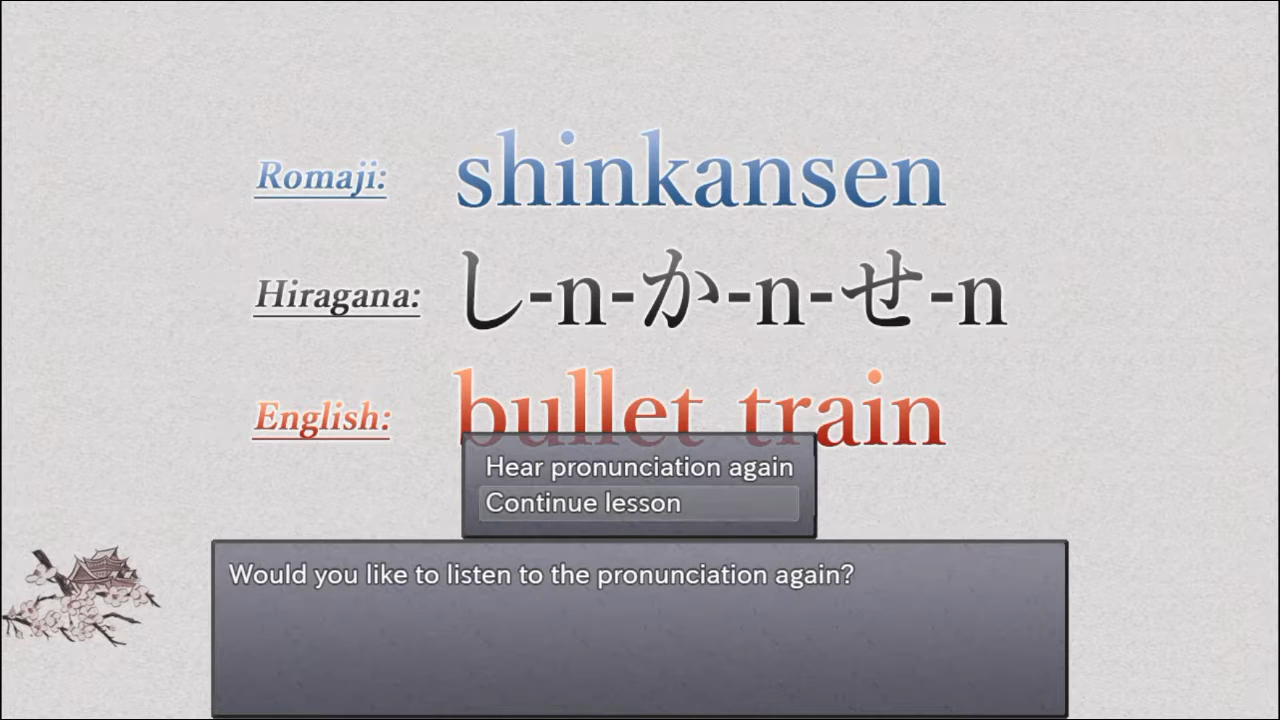 Romaji: shinkansen
Hiragana: し-n-か-n-せ-n
English: bullet train
Hear pronunciation again
Continue lesson
Would you like to listen to the pronunciation again?